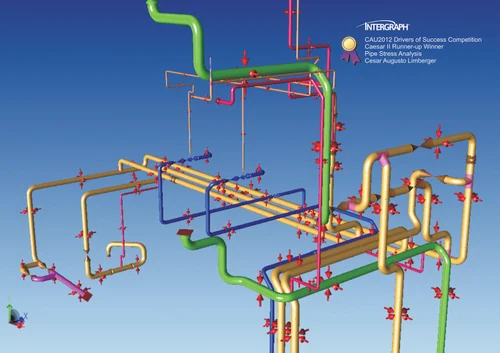 INTERGRAPH
CAU2012 Drivers of Success Competition
Caesar II Runner-up Winner
Pipe Stress Analysis
Cesar Augusto Limberger